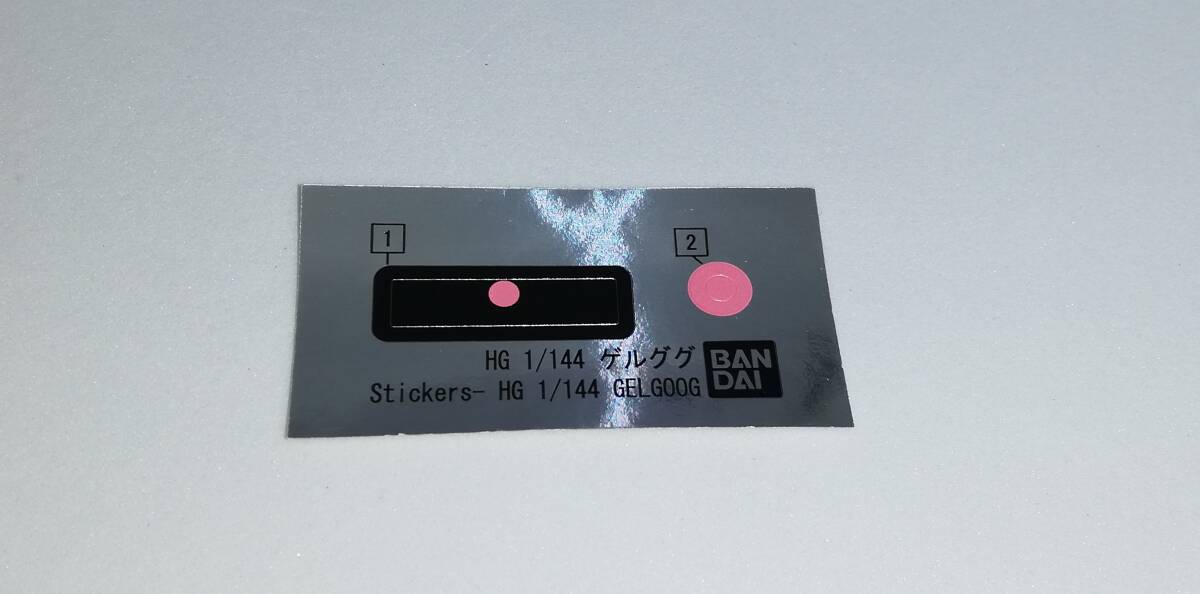 1
2
HG 1/144 ゲルググ
Stickers- HG 1/144 GELGOOG
BAN
DAI